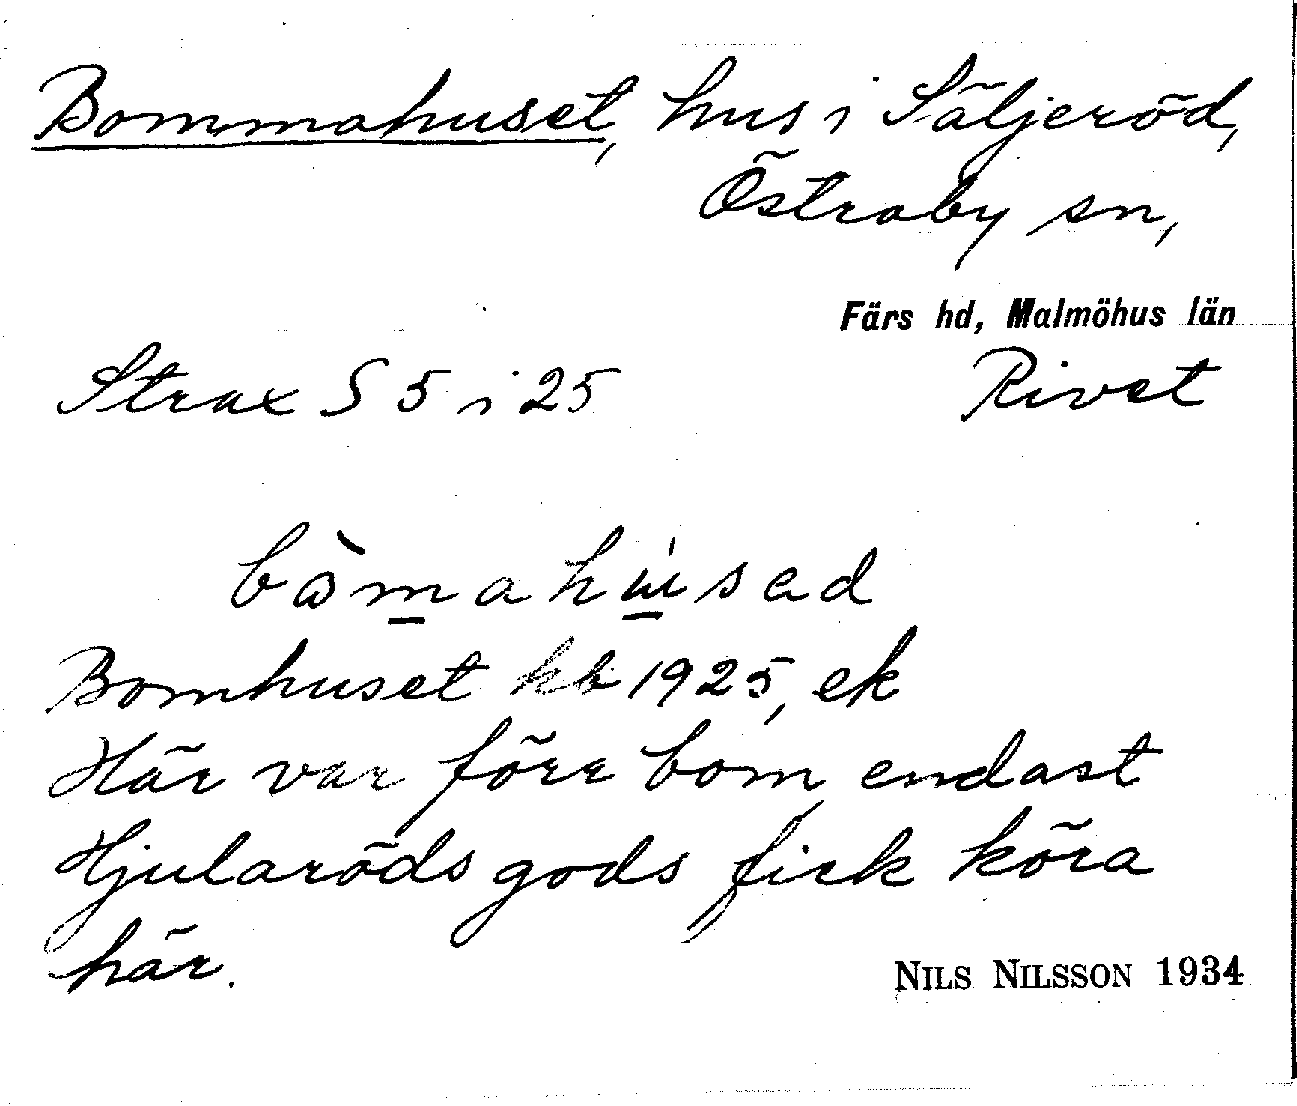 Bommahuset, hus i Säljeröd,
Östraby sn,
Färs hd, Malmöhus län
Strax S 5 i 25 Rivet
Bomhuset kb 1925, ek
Här var förr bom, endast
Hjularöds gods fick köra
här.
NILS NILSSON 1934